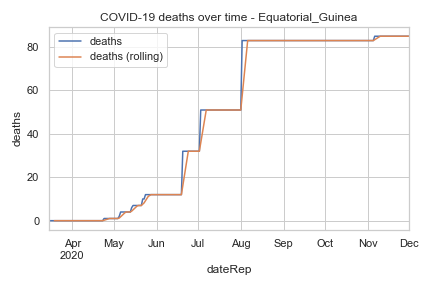 COVID-19 deaths over time - Equatorial_Guinea
deaths
deaths (rolling)
80
60
40
20
0
deaths
Apr May Jun Jul Aug Sep Oct Nov Dec
2020
dateRep